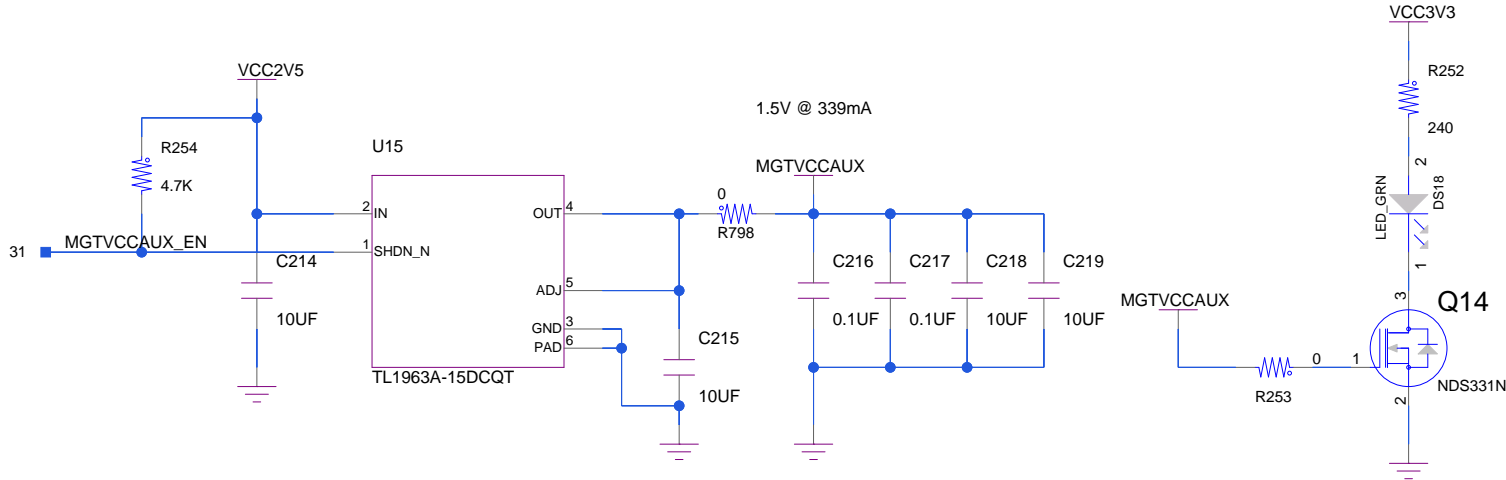 VCC2V5
R254
4.7K
31
MGTVCCAUX_EN
C214
10UF
U15
2
IN
1
SHDN_N
OUT
4
ADJ
5
GND
3
PAD
6
TL1963A-15DCQT
0
R798
C215
10UF
1.5V @ 339mA
MGTVCCAUX
C216
0.1UF
C217
0.1UF
C218
10UF
C219
10UF
MGTVCCAUX
R253
0
VCC3V3
R252
240
2
LED_GRN
DS18
1
3
Q14
1
NDS331N
2